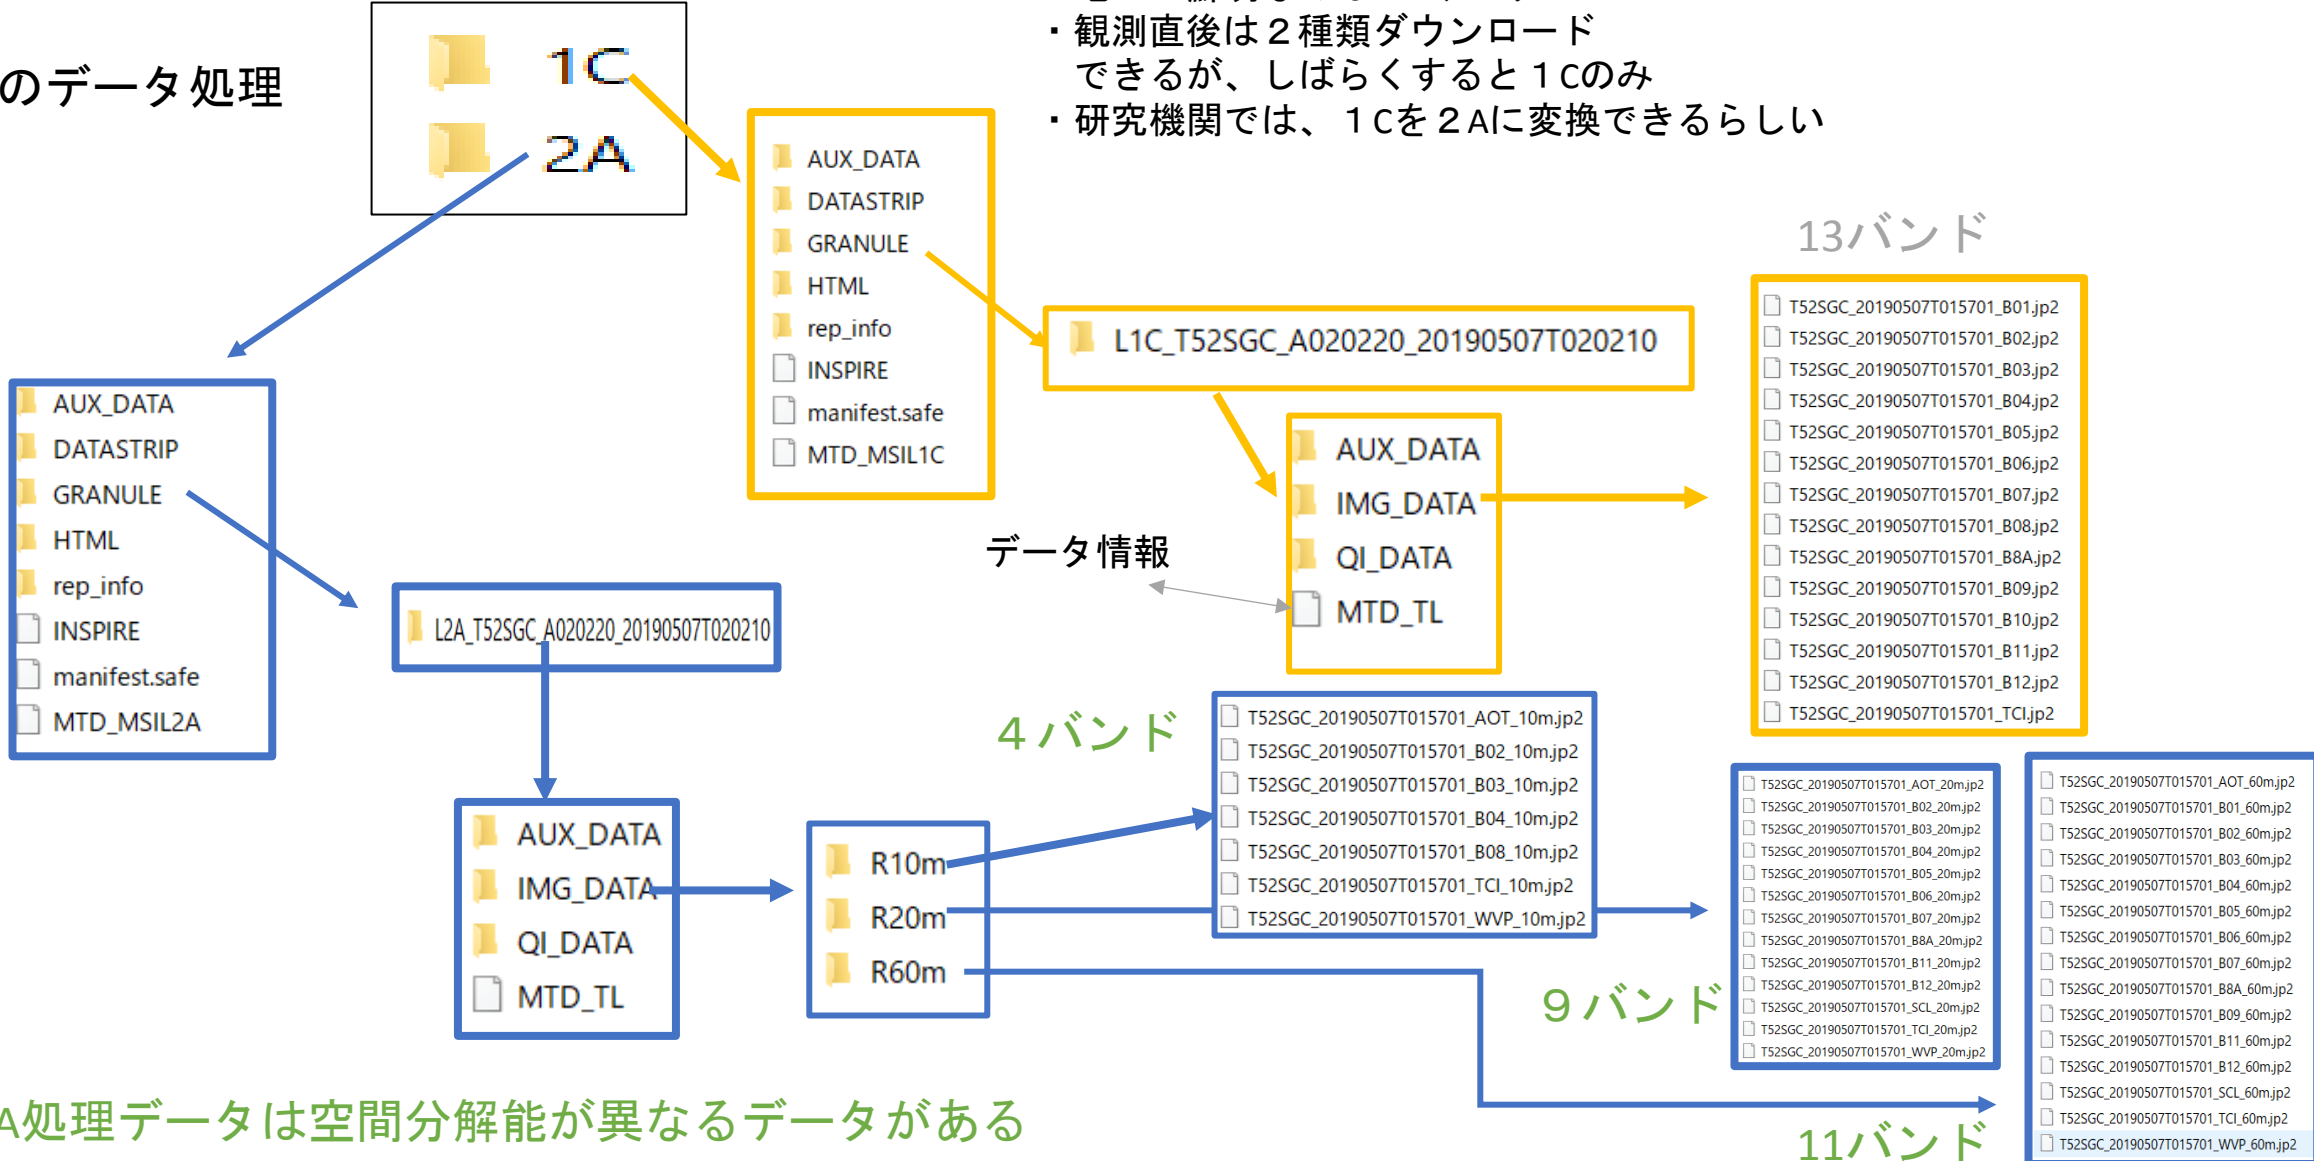 のデータ処理
1C
2A
・観測直後は２種類ダウンロード
できるが、しばらくすると１Cのみ
・研究機関では、１Cを２Aに変換できるらしい
AUX_DATA
DATASTRIP
GRANULE
HTML
rep_info
INSPIRE
manifest.safe
MTD_MSIL1C
L1C_T52SGC_A020220_20190507T020210
AUX_DATA
IMG_DATA
QI_DATA
MTD_TL
データ情報
13バンド
T52SGC_20190507T015701_B01.jp2
T52SGC_20190507T015701_B02.jp2
T52SGC_20190507T015701_B03.jp2
T52SGC_20190507T015701_B04.jp2
T52SGC_20190507T015701_B05.jp2
T52SGC_20190507T015701_B06.jp2
T52SGC_20190507T015701_B07.jp2
T52SGC_20190507T015701_B08.jp2
T52SGC_20190507T015701_B8A.jp2
T52SGC_20190507T015701_B09.jp2
T52SGC_20190507T015701_B10.jp2
T52SGC_20190507T015701_B11.jp2
T52SGC_20190507T015701_B12.jp2
T52SGC_20190507T015701_TCI.jp2
AUX_DATA
DATASTRIP
GRANULE
HTML
rep_info
INSPIRE
manifest.safe
MTD_MSIL2A
L2A_T52SGC_A020220_20190507T020210
AUX_DATA
IMG_DATA
QI_DATA
MTD_TL
R10m
R20m
R60m
４バンド
T52SGC_20190507T015701_AOT_10m.jp2
T52SGC_20190507T015701_B02_10m.jp2
T52SGC_20190507T015701_B03_10m.jp2
T52SGC_20190507T015701_B04_10m.jp2
T52SGC_20190507T015701_B08_10m.jp2
T52SGC_20190507T015701_TCI_10m.jp2
T52SGC_20190507T015701_WVP_10m.jp2
９バンド
T52SGC_20190507T015701_AOT_20m.jp2
T52SGC_20190507T015701_B02_20m.jp2
T52SGC_20190507T015701_B03_20m.jp2
T52SGC_20190507T015701_B04_20m.jp2
T52SGC_20190507T015701_B05_20m.jp2
T52SGC_20190507T015701_B06_20m.jp2
T52SGC_20190507T015701_B07_20m.jp2
T52SGC_20190507T015701_B8A_20m.jp2
T52SGC_20190507T015701_B11_20m.jp2
T52SGC_20190507T015701_B12_20m.jp2
T52SGC_20190507T015701_SCL_20m.jp2
T52SGC_20190507T015701_TCI_20m.jp2
T52SGC_20190507T015701_WVP_20m.jp2
11バンド
T52SGC_20190507T015701_AOT_60m.jp2
T52SGC_20190507T015701_B01_60m.jp2
T52SGC_20190507T015701_B02_60m.jp2
T52SGC_20190507T015701_B03_60m.jp2
T52SGC_20190507T015701_B04_60m.jp2
T52SGC_20190507T015701_B05_60m.jp2
T52SGC_20190507T015701_B06_60m.jp2
T52SGC_20190507T015701_B07_60m.jp2
T52SGC_20190507T015701_B8A_60m.jp2
T52SGC_20190507T015701_B09_60m.jp2
T52SGC_20190507T015701_B11_60m.jp2
T52SGC_20190507T015701_B12_60m.jp2
T52SGC_20190507T015701_SCL_60m.jp2
T52SGC_20190507T015701_TCI_60m.jp2
T52SGC_20190507T015701_WVP_60m.jp2
A処理データは空間分解能が異なるデータがある